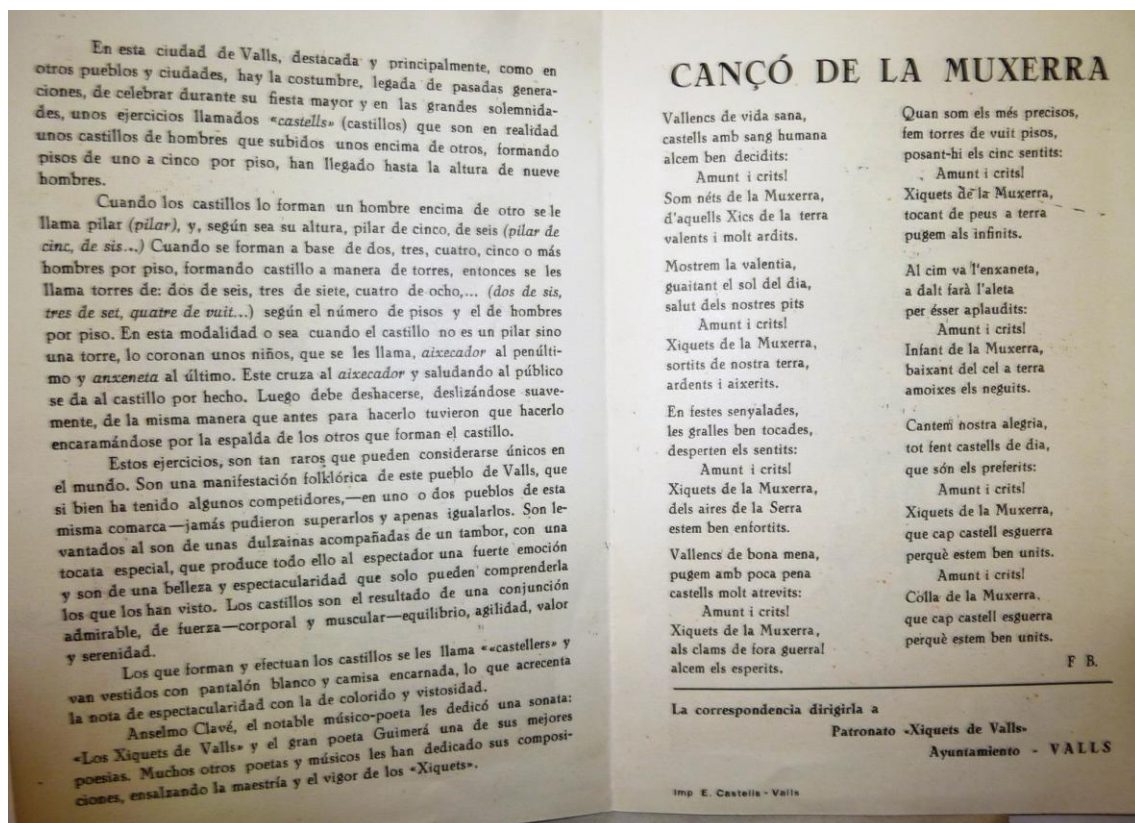 En esta ciudad de Valls, destacada y principalmente, como en
otros pueblos y ciudades, hay la costumbre, legada de pasadas genera-
ciones, de celebrar durante su fiesta mayor y en las grandes solemnida-
des, unos ejercicios llamados «castells» (castillos) que son en realidad
unos castillos de hombres que subidos unos encima de otros, formando
pisos de uno a cinco por piso, han llegado hasta la altura de nueve
hombres.
Cuando los castillos lo forman un hombre encima de otro se le
llama pilar (pilar), y, según sea su altura, pilar de cinco, de seis (pilar de
cinc, de sis...) Cuando se forman a base de dos, tres, cuatro, cinco o más
hombres por piso, formando castillo a manera de torres, entonces se les
llama torres de: dos de seis, tres de siete, cuatro de ocho,... (dos de sis,
tres de set, quatre de vuit...) según el número de pisos y el de hombres
por piso. En esta modalidad o sea cuando el castillo no es un pilar sino
una torre, lo coronan unos niños, que se les llama, aixecador al penúlti-
mo y anxeneta al último. Este cruza al aixecador y saludando al público
se da al castillo por hecho. Luego debe deshacerse, deslizándose suave-
mente, de la misma manera que antes para hacerlo tuvieron que hacerlo
encaramándose por la espalda de los otros que forman el castillo.
Estos ejercicios, son tan raros que pueden considerarse únicos en
el mundo. Son una manifestación folklórica de este pueblo de Valls, que
si bien ha tenido algunos competidores,—en uno o dos pueblos de esta
misma comarca—jamás pudieron superarlos y apenas igualarlos. Son le-
vantados al son de unas dulzainas acompañadas de un tambor, con una
tocata especial, que produce todo ello al espectador una fuerte emoción
y son de una belleza y espectacularidad que solo pueden comprenderla
los que los han visto. Los castillos son el resultado de una conjunción
admirable, de fuerza—corporal y muscular—equilibrio, agilidad, valor
y serenidad.
Los que forman y efectuan los castillos se les llama ««castellers» y
van vestidos con pantalón blanco y camisa encarnada, lo que acrecenta
la nota de espectacularidad con la de colorido y vistosidad.
Anselmo Clavé, el notable músico-poeta les dedicó una sonata:
«Los Xiquets de Valls» y el gran poeta Guimerá una de sus mejores
poesias. Muchos otros poetas y músicos les han dedicado sus composi-
ciones, ensalzando la maestría y el vigor de los «Xiquets».
CANÇÓ DE LA MUXERRA
Vallencs de vida sana,
castells amb sang humana
alcem ben decidits:
Amunt i crits!
Som néts de la Muxerra,
d'aquells Xics de la terra
valents i molt ardits.
Mostrem la valentia,
guaitant el sol del dia,
salut dels nostres pits
Amunt i crits!
Xiquets de la Muxerra,
sortits de nostra terra,
ardents i aixerits.
En festes senyalades,
les gralles ben tocades,
desperten els sentits:
Amunt i crits!
Xiquets de la Muxerra,
dels aires de la Serra
estem ben enfortits.
Vallencs de bona mena,
pugem amb poca pena
castells molt atrevits:
Amunt i crits!
Xiquets de la Muxerra,
als clams de fora guerra!
alcem els esperits.
Quan som els més precisos,
fem torres de vuit pisos,
posant-hi els cinc sentits:
Amunt i crits!
Xiquets de la Muxerra,
tocant de peus a terra
pugem als infinits.
Al cim va l'enxaneta,
a dalt farà l'aleta
per ésser aplaudits:
Amunt i crits!
Infant de la Muxerra,
baixant del cel a terra
amoixes els neguits.
Cantem nostra alegria,
tot fent castells de dia,
que són els preferits:
Amunt i crits!
Xiquets de la Muxerra,
que cap castell esguerra
perquè estem ben units.
Amunt i crits!
Colla de la Muxerra,
que cap castell esguerra
perquè estem ben units.
F B.
La correspondencia dirigirla a
Patronato «Xiquets de Valls»
Ayuntamiento - VALLS
Imp E. Castells - Valls